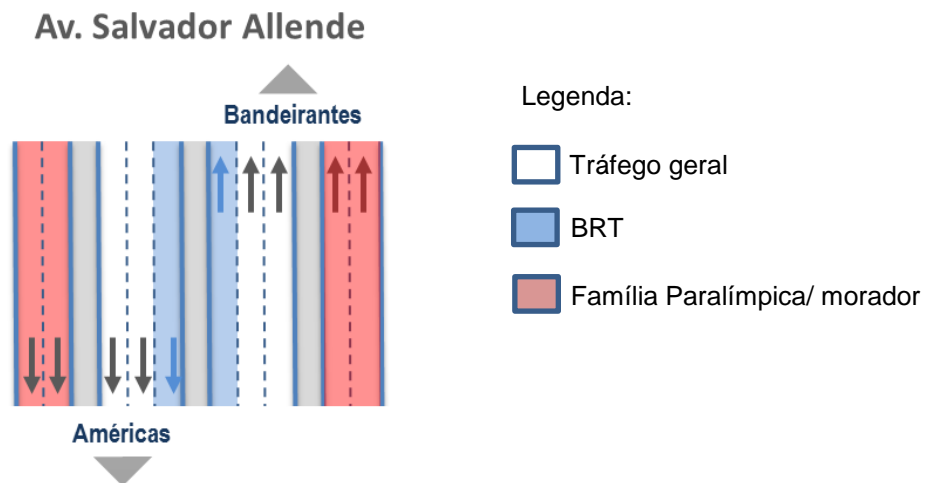 Av. Salvador Allende
Bandeirantes
Américas
Legenda:
Tráfego geral
BRT
Família Paralímpica/ morador